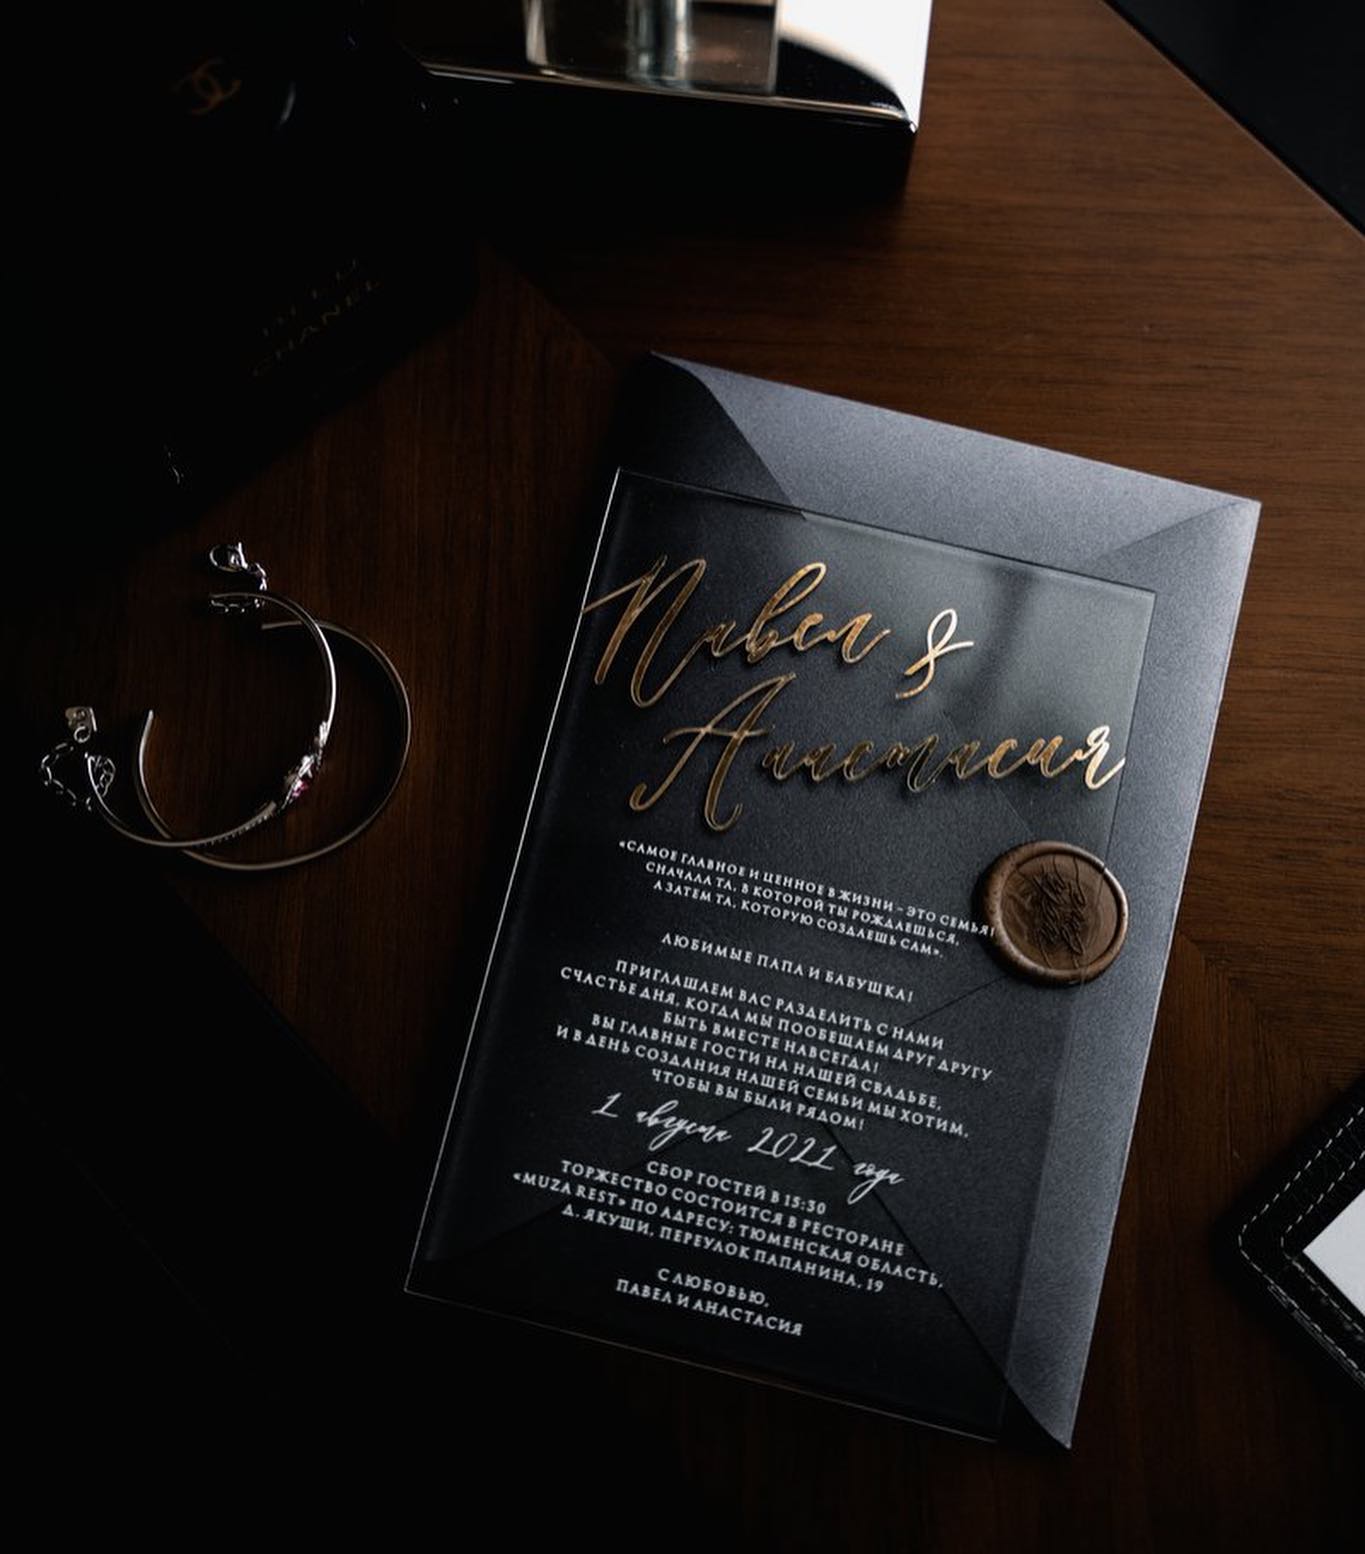 BLEU
CHANEL
Павел &
Анастасия
«САМОЕ ГЛАВНОЕ И ЦЕННОЕ В ЖИЗНИ – ЭТО СЕМЬЯ!
СНАЧАЛА ТА, В КОТОРОЙ ТЫ РОЖДАЕШЬСЯ,
А ЗАТЕМ ТА, КОТОРУЮ СОЗДАЕШЬ САМ».
ЛЮБИМЫЕ ПАПА И БАБУШКА!
ПРИГЛАШАЕМ ВАС РАЗДЕЛИТЬ С НАМИ
СЧАСТЬЕ ДНЯ, КОГДА МЫ ПООБЕЩАЕМ ДРУГ ДРУГУ
БЫТЬ ВМЕСТЕ НАВСЕГДА!
ВЫ ГЛАВНЫЕ ГОСТИ НА НАШЕЙ СВАДЬБЕ,
И В ДЕНЬ СОЗДАНИЯ НАШЕЙ СЕМЬИ МЫ ХОТИМ,
ЧТОБЫ ВЫ БЫЛИ РЯДОМ!
1 августа 2021 года
СБОР ГОСТЕЙ В 15:30
ТОРЖЕСТВО СОСТОИТСЯ В РЕСТОРАНЕ
«MUZA REST» ПО АДРЕСУ: ТЮМЕНСКАЯ ОБЛАСТЬ,
Д. ЯКУШИ, ПЕРЕУЛОК ПАПАНИНА, 19
С ЛЮБОВЬЮ,
ПАВЕЛ И АНАСТАСИЯ